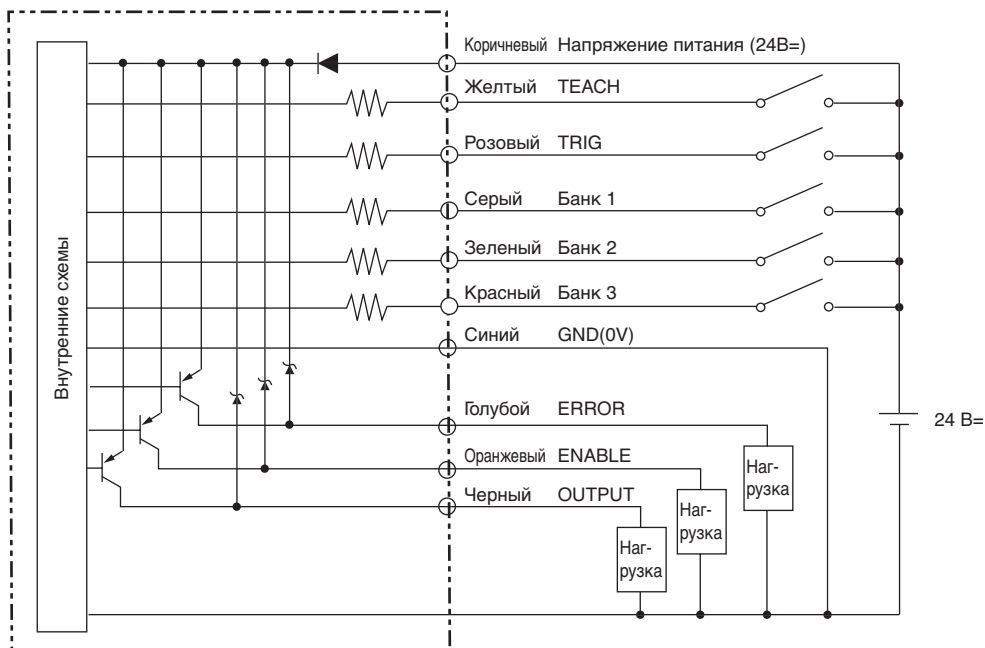 Внутренние схемы
Коричневый Напряжение питания (24В=)
Желтый TEACH
Розовый TRIG
Серый Банк 1
Зеленый Банк 2
Красный Банк 3
Синий GND(0V)
Голубой ERROR
Оранжевый ENABLE
Черный OUTPUT
24 В=
Наг-
рузка
Наг-
рузка
Наг-
рузка